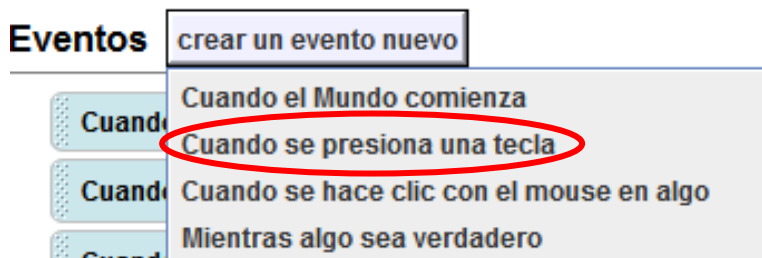 Eventos crear un evento nuevo
Cuando el Mundo comienza
Cuando se presiona una tecla
Cuando se hace clic con el mouse en algo
Mientras algo sea verdadero